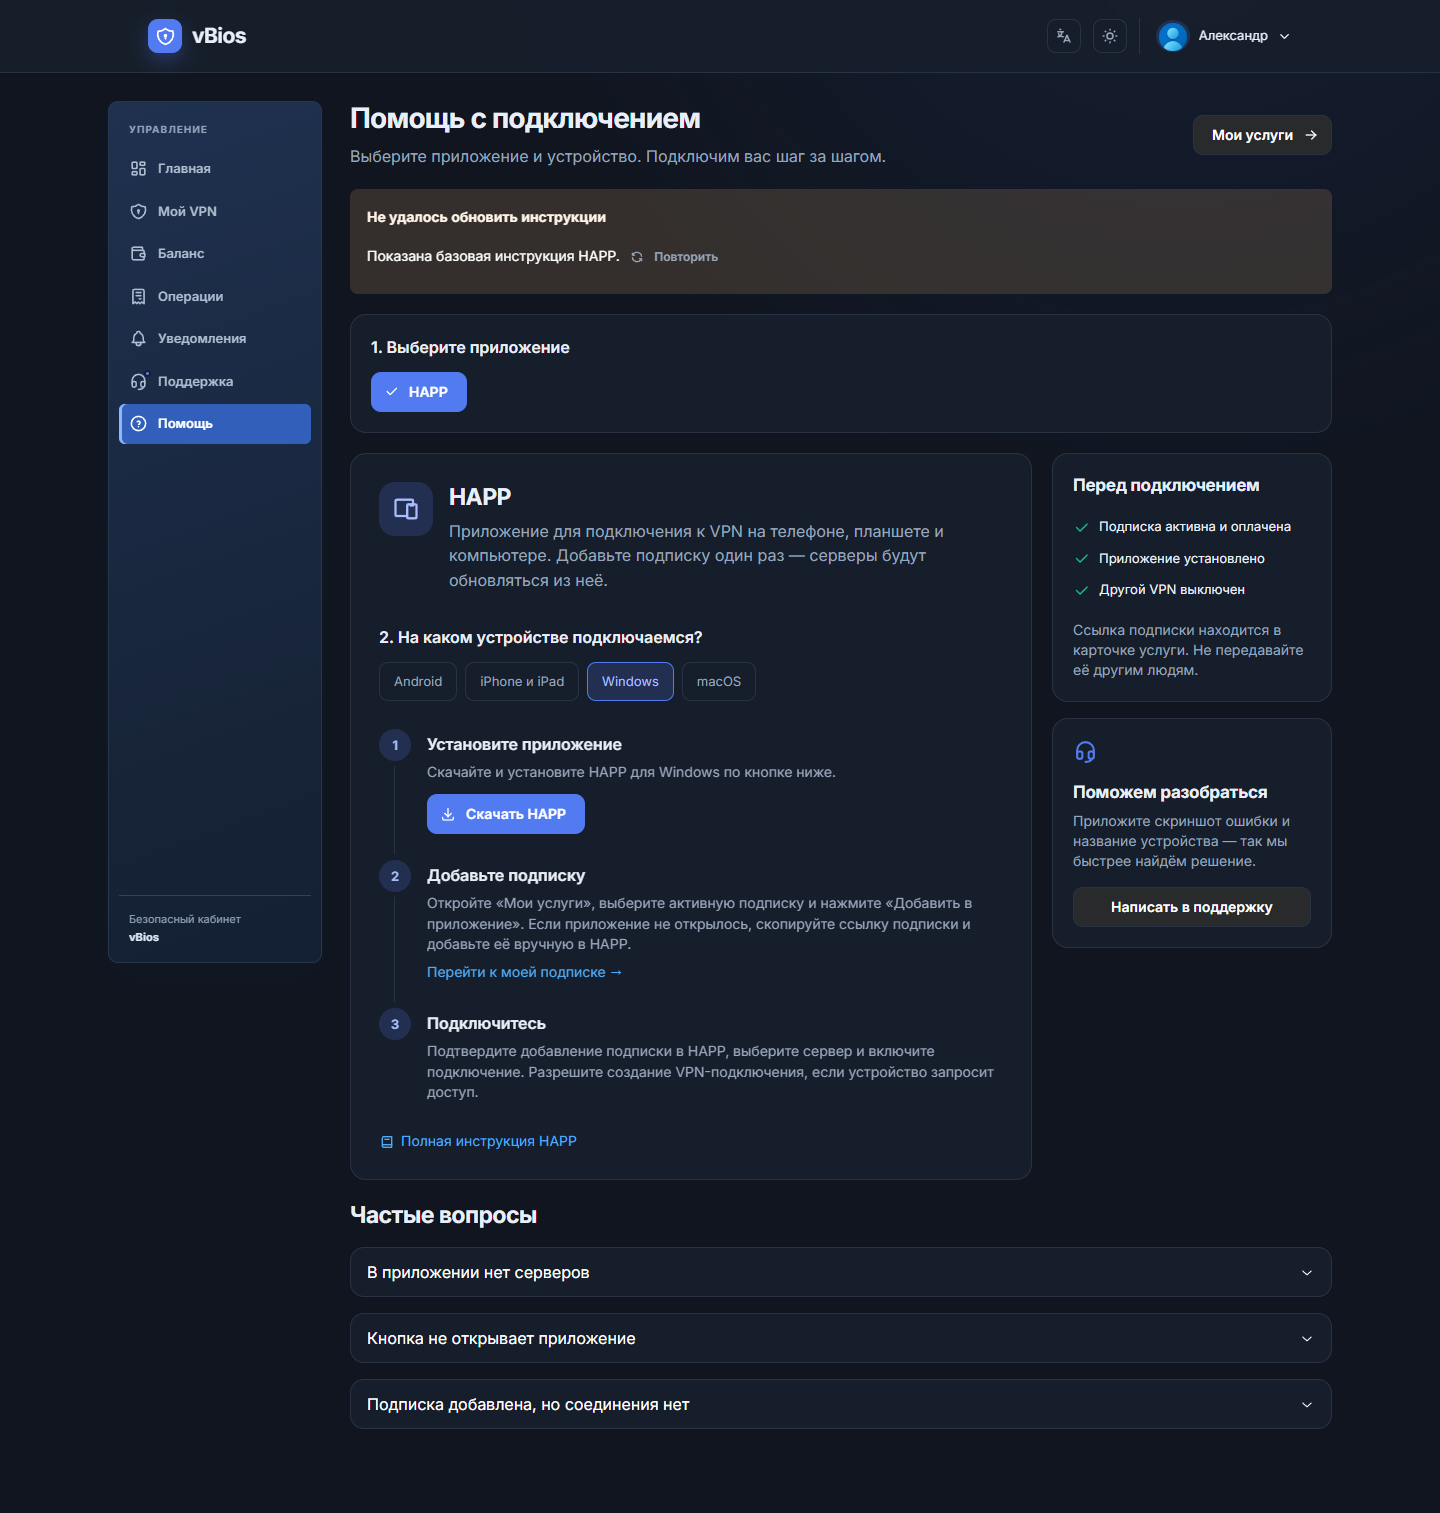 vBios
Александр
УПРАВЛЕНИЕ
Главная
Мой VPN
Баланс
Операции
Уведомления
Поддержка
Помощь
Безопасный кабинет
vBios
Помощь с подключением
Выберите приложение и устройство. Подключим вас шаг за шагом.
Мои услуги
Не удалось обновить инструкции
Показана базовая инструкция HAPP.
Повторить
1. Выберите приложение
HAPP
HAPP
Приложение для подключения к VPN на телефоне, планшете и
компьютере. Добавьте подписку один раз — серверы будут
обновляться из неё.
2. На каком устройстве подключаемся?
Android
iPhone и iPad
Windows
macOS
1
Установите приложение
Скачайте и установите HAPP для Windows по кнопке ниже.
Скачать HAPP
2
Добавьте подписку
Откройте «Мои услуги», выберите активную подписку и нажмите «Добавить в
приложение». Если приложение не открылось, скопируйте ссылку подписки и
добавьте её вручную в HAPP.
Перейти к моей подписке →
3
Подключитесь
Подтвердите добавление подписки в HAPP, выберите сервер и включите
подключение. Разрешите создание VPN-подключения, если устройство запросит
доступ.
Полная инструкция HAPP
Перед подключением
Подписка активна и оплачена
Приложение установлено
Другой VPN выключен
Ссылка подписки находится в
карточке услуги. Не передавайте
её другим людям.
Поможем разобраться
Приложите скриншот ошибки и
название устройства — так мы
быстрее найдём решение.
Написать в поддержку
Частые вопросы
В приложении нет серверов
Кнопка не открывает приложение
Подписка добавлена, но соединения нет